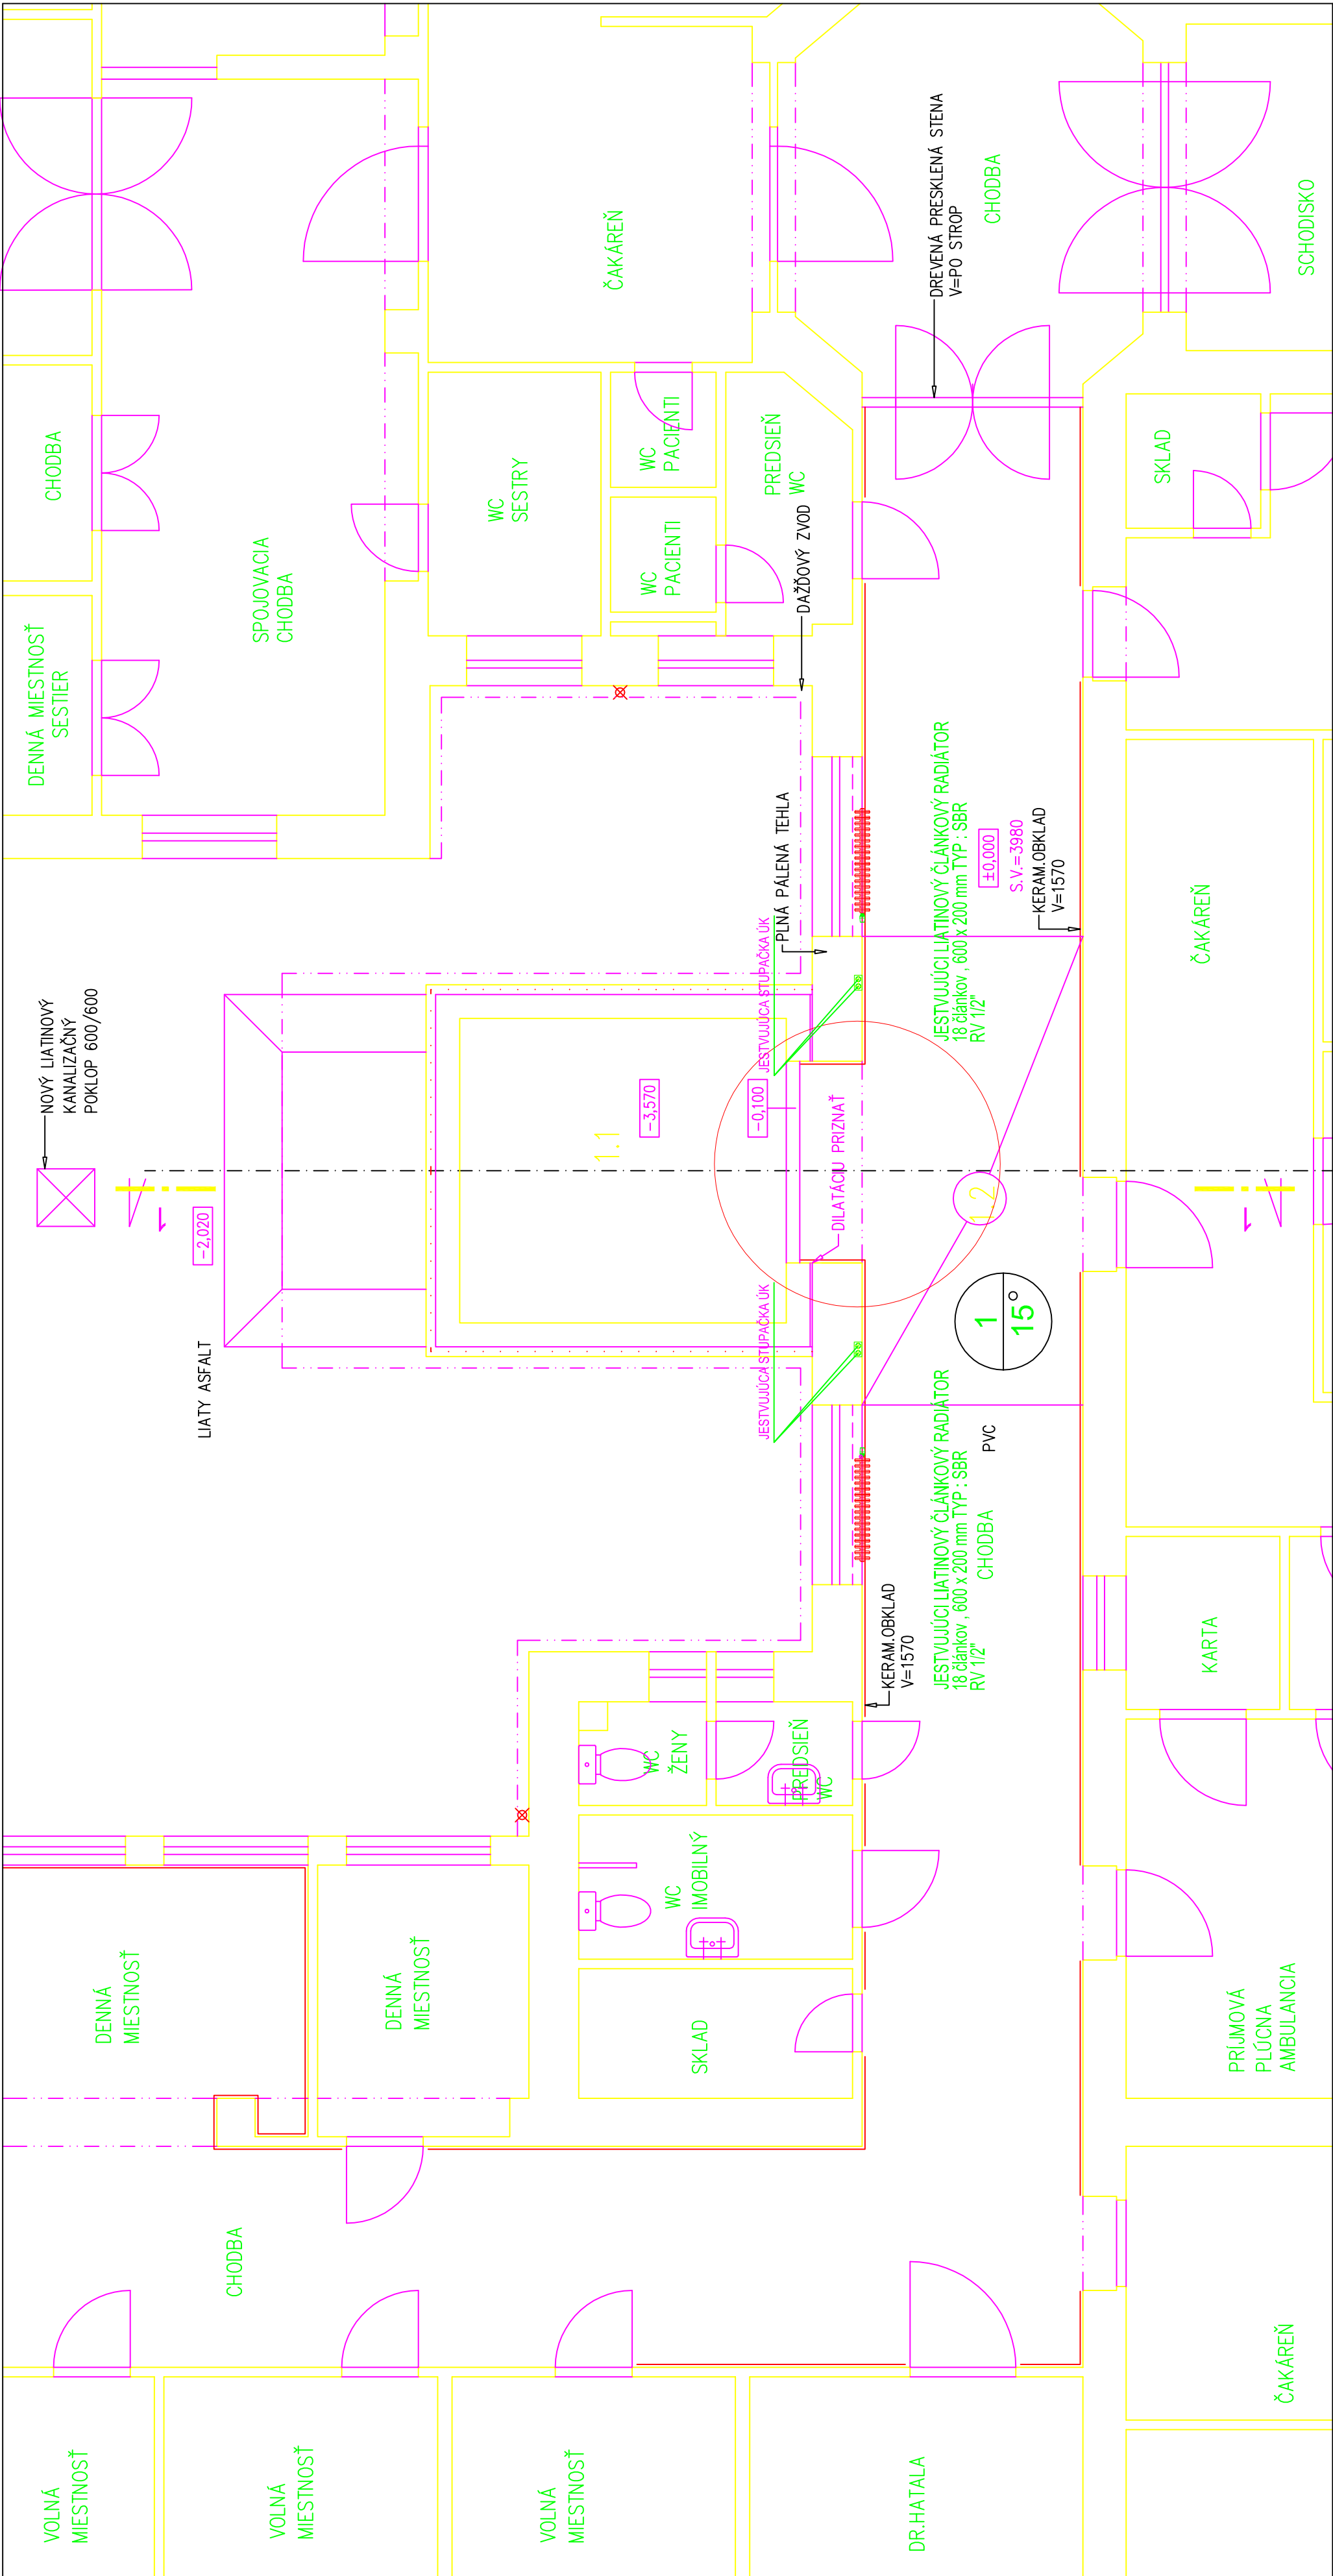 NOVÝ LIATINOVÝ
KANALIZAČNÝ
POKLOP 600/600
CHODBA
DENNÁ MIESTNOSŤ
SESTIER
SPOJOVACIA
CHODBA
ČAKÁREŇ
WC
SESTRY
WC
PACIENTI
WC
PACIENTI
PREDSIEŇ
WC
DAŽĎOVÝ ZVOD
DREVENÁ PRESKLENÁ STENA
V=PO STROP
CHODBA
SCHODISKO
SKLAD
PLNÁ PÁLENÁ TEHLA
JESTVUJÚCA STUPAČKA ÚK
JESTVUJÚCI LIATINOVÝ ČLÁNKOVÝ RADIÁTOR
18 článkov , 600 x 200 mm TYP : SBR
RV 1/2"
±0,000
S.V.=3980
KERAM.OBKLAD
V=1570
ČAKÁREŇ
-2,020
LIATY ASFALT
1.1
-3,570
-0,100
DILATÁCIU PRIZNAŤ
1.2
1
15°
JESTVUJÚCA STUPAČKA ÚK
JESTVUJÚCI LIATINOVÝ ČLÁNKOVÝ RADIÁTOR
18 článkov , 600 x 200 mm TYP : SBR
RV 1/2"
PVC
CHODBA
KERAM.OBKLAD
V=1570
KARTA
WC
ŽENY
PREDSIEŇ
WC
WC
IMOBILNÝ
SKLAD
DENNÁ
MIESTNOSŤ
DENNÁ
MIESTNOSŤ
PRÍJMOVÁ
PLÚCNA
AMBULANCIA
CHODBA
ČAKÁREŇ
VOLNÁ
MIESTNOSŤ
VOLNÁ
MIESTNOSŤ
VOLNÁ
MIESTNOSŤ
DR.HATALA